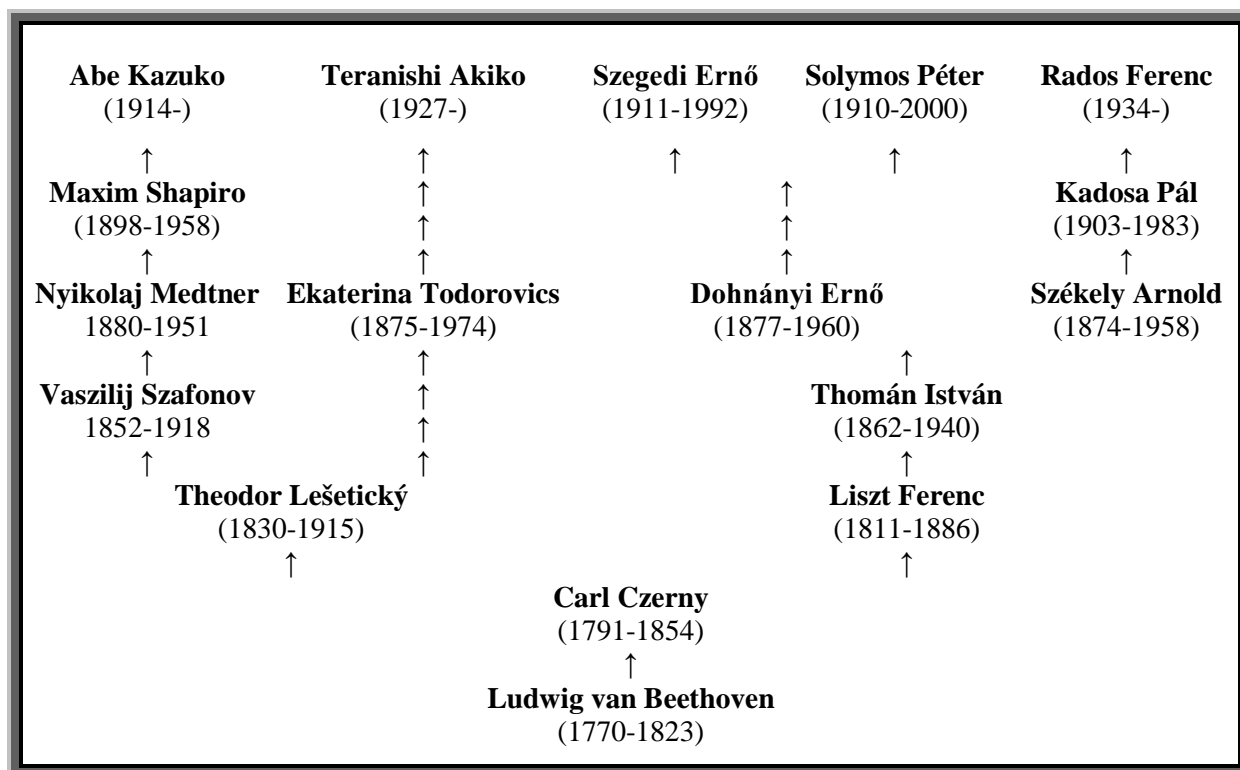 Abe Kazuko Teranishi Akiko Szegedi Ernő Solymos Péter Rados Ferenc
(1914-) (1927-) (1911-1992) (1910-2000) (1934-)
↑ ↑ ↑ ↑ ↑
Maxim Shapiro ↑ ↑ Kadosa Pál
(1898-1958) ↑ ↑ (1903-1983)
↑ ↑ ↑ ↑
Nyikolaj Medtner Ekaterina Todorovics Dohnányi Ernő Székely Arnold
1880-1951 (1875-1974) (1877-1960) (1874-1958)
↑ ↑ ↑
Vaszilij Szafonov ↑ Thomán István
1852-1918 ↑ (1862-1940)
↑ ↑ ↑
Theodor Lešetický Liszt Ferenc
(1830-1915) (1811-1886)
↑ ↑
Carl Czerny
(1791-1854)
↑
Ludwig van Beethoven
(1770-1823)